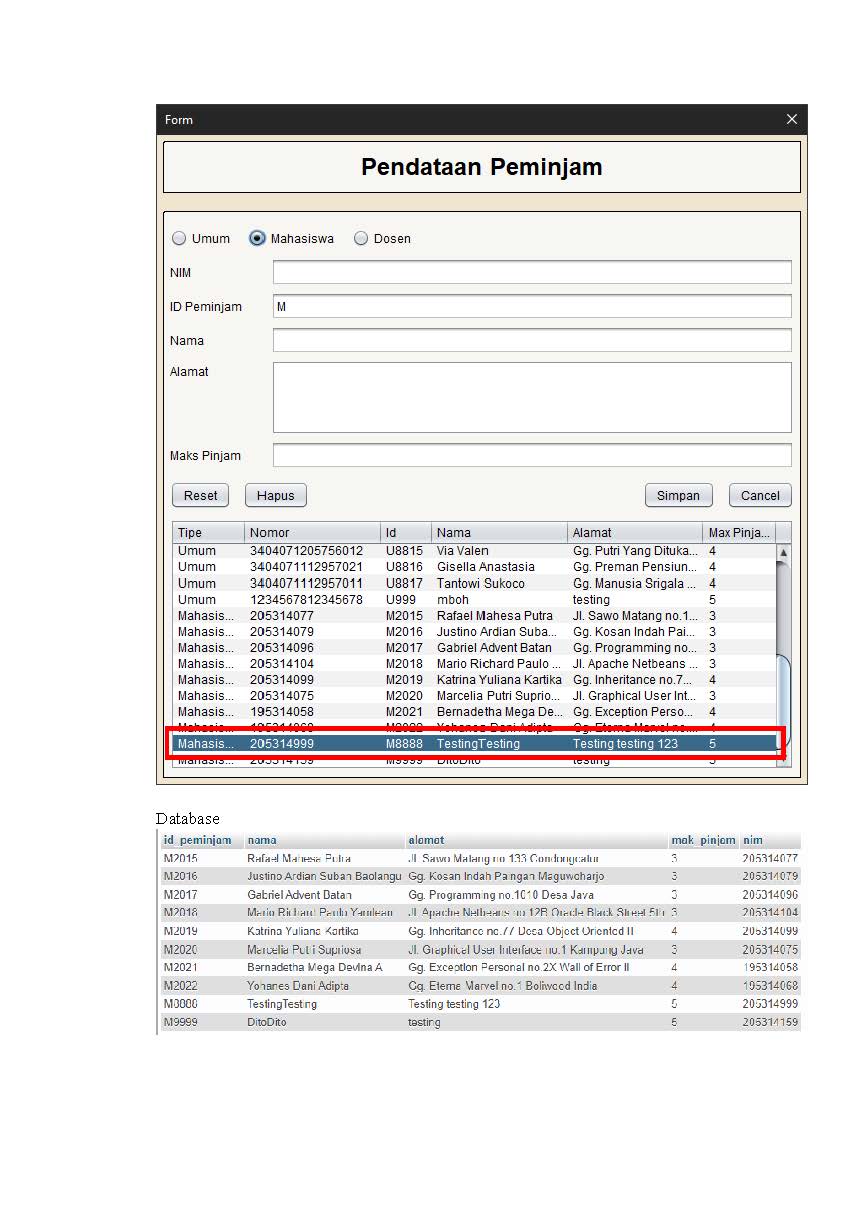 Form
Pendataan Peminjam
Umum Mahasiswa Dosen
NIM
ID Peminjam M
Nama
Alamat
Maks Pinjam
Reset Hapus Simpan Cancel
Tipe Nomor Id Nama Alamat Max Pinja...
Umum 3404071205756012 U8815 Via Valen Gg. Putri Yang Dituka... 4
Umum 3404071112957021 U8816 Gisella Anastasia Gg. Preman Pensiun... 4
Umum 3404071112957011 U8817 Tantowi Sukoco Gg. Manusia Srigala ... 4
Umum 1234567812345678 U999 mboh testing 5
Mahasis... 205314077 M2015 Rafael Mahesa Putra Jl. Sawo Matang no.1... 3
Mahasis... 205314079 M2016 Justino Ardian Suba... Gg. Kosan Indah Pai... 3
Mahasis... 205314096 M2017 Gabriel Advent Batan Gg. Programming no... 3
Mahasis... 205314104 M2018 Mario Richard Paulo ... Jl. Apache Netbeans ... 3
Mahasis... 205314099 M2019 Katrina Yuliana Kartika Gg. Inheritance no.7... 4
Mahasis... 205314075 M2020 Marcelia Putri Suprio... Jl. Graphical User Int... 3
Mahasis... 195314058 M2021 Bernadetha Mega De... Gg. Exception Perso... 4
Mahasis... 195314068 M2022 Yohanes Dani Adipta Gg. Eterna Marvel no... 4
Mahasis... 205314999 M8888 TestingTesting Testing testing 123 5
Mahasis... 205314159 M9999 DitoDito testing 5
Database
id_peminjam nama alamat mak_pinjam nim
M2015 Rafael Mahesa Putra Jl. Sawo Matang no 133 Condongcatur 3 205314077
M2016 Justino Ardian Suban Baolangu Gg. Kosan Indah Paingan Maguwoharjo 3 205314079
M2017 Gabriel Advent Batan Gg. Programming no.1010 Desa Java 3 205314096
M2018 Mario Richard Paulo Jl. Apache Netbeans no 12B Oracle Black Street 5th 3 205314104
M2019 Katrina Yuliana Kartika Gg. Inheritance no.77 Desa Object Oriented II 4 205314099
M2020 Marcelia Putri Supriosa Jl. Graphical User Interface no.1 Kampung Java 3 205314075
M2021 Bernadetha Mega Devina A Gg. Exception Personal no.2X Wall of Error II 4 195314058
M2022 Yohanes Dani Adipta Gg. Eterna Marvel no.1 Boliwood India 4 195314068
M8888 TestingTesting Testing testing 123 5 205314999
M9999 DitoDito testing 5 205314159